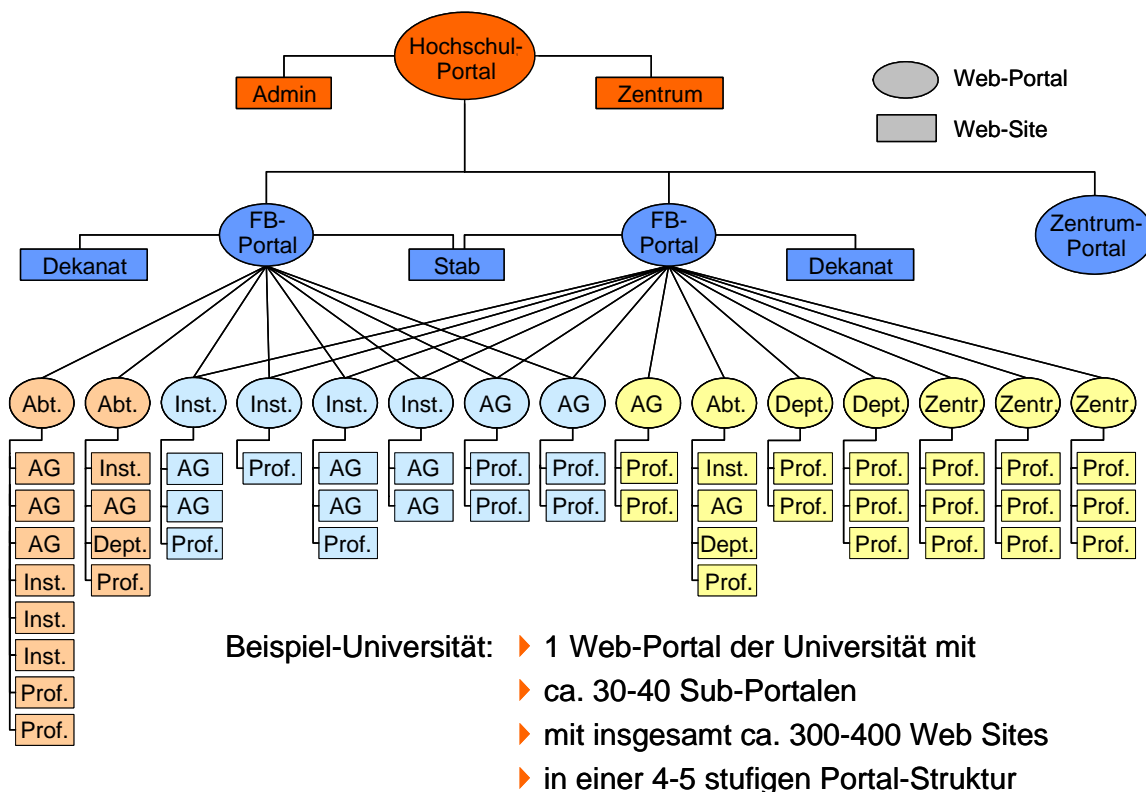 Hochschul-
Portal
Admin
Zentrum
Web-Portal
Web-Site
FB-
Portal
FB-
Portal
Zentrum-
Portal
Dekanat
Stab
Dekanat
Abt. Abt. Inst. Inst. Inst. Inst. AG AG AG Abt. Dept. Dept. Zentr. Zentr. Zentr.
AG Inst. AG Prof. AG AG Prof. Prof. Prof. Inst. Prof. Prof. Prof. Prof. Prof.
AG AG AG AG AG Prof. Prof. Prof. AG Prof. Prof. Prof. Prof. Prof.
AG Dept. Prof. Prof. Dept. Prof. Prof. Prof. Prof.
Inst. Prof. Prof.
Inst.
Inst.
Prof.
Prof.
Beispiel-Universität: 1 Web-Portal der Universität mit
ca. 30-40 Sub-Portalen
mit insgesamt ca. 300-400 Web Sites
in einer 4-5 stufigen Portal-Struktur